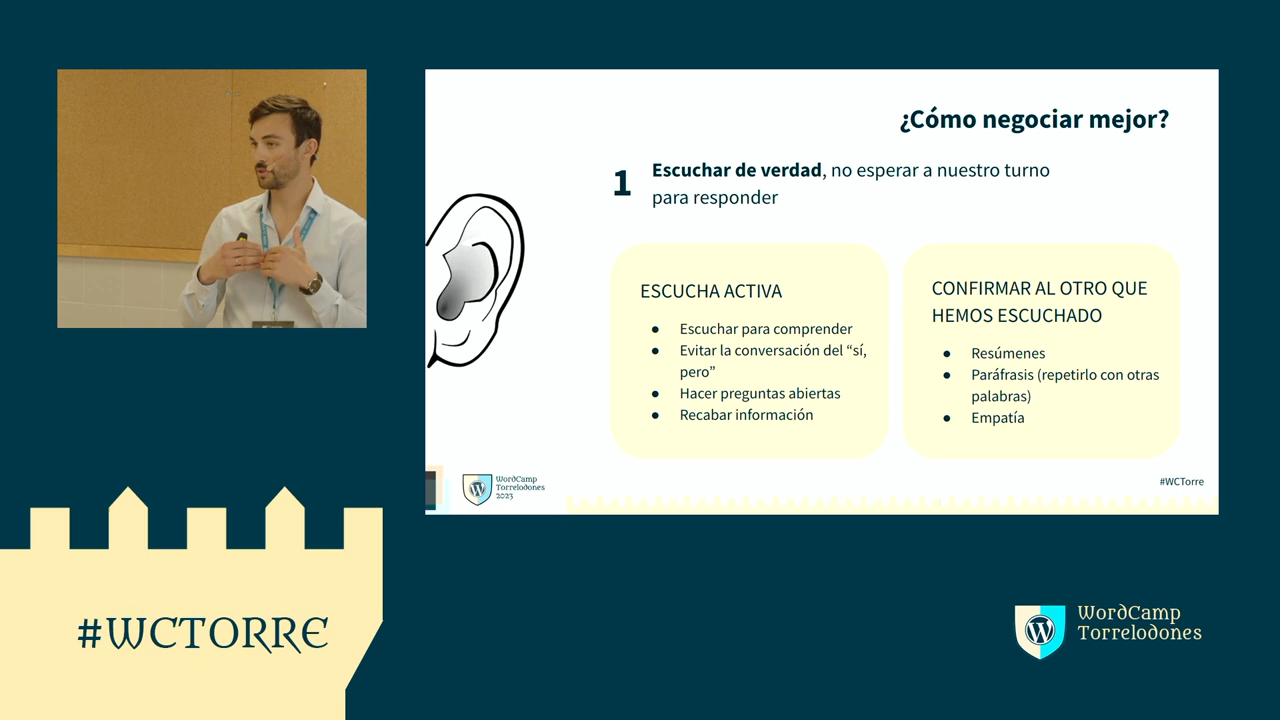 ¿Cómo negociar mejor?
1
Escuchar de verdad, no esperar a nuestro turno
para responder
ESCUCHA ACTIVA
● Escuchar para comprender
● Evitar la conversación del “sí,
pero”
● Hacer preguntas abiertas
● Recabar información
CONFIRMAR AL OTRO QUE
HEMOS ESCUCHADO
● Resúmenes
● Paráfrasis (repetirlo con otras
palabras)
● Empatía
WordCamp
Torrelodones
2023
#WCTorre
#WCTORRE
WordCamp
Torrelodones